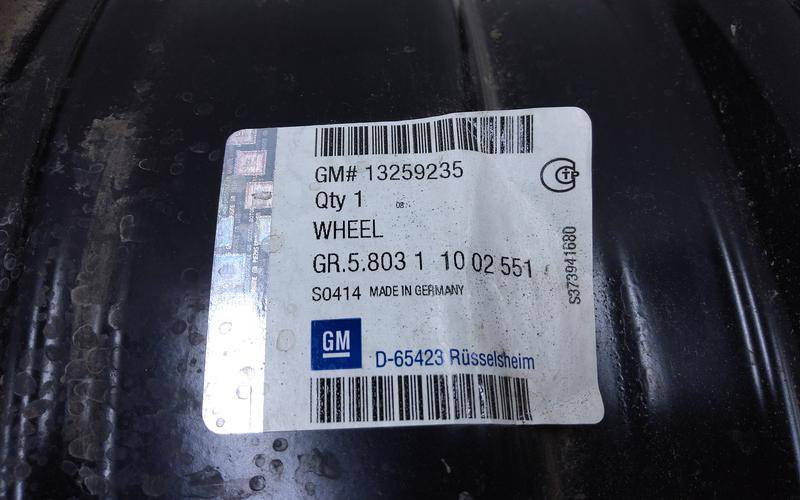 GM# 13259235
Qty 1
08
WHEEL
GR.5.803 1 10 02 551
S0414 MADE IN GERMANY
GM
D-65423 Rüsselsheim
S373941680